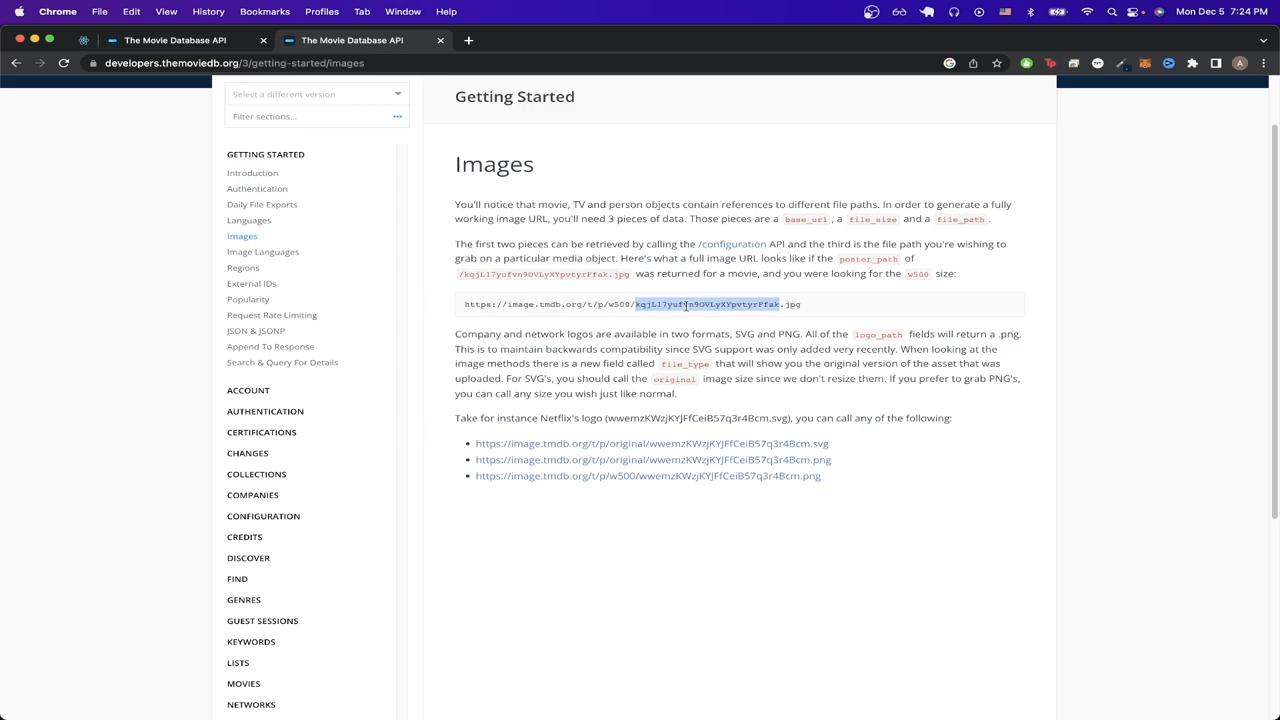 The Movie Database API
The Movie Database API
Mon Dec 5 7:24 PM
developers.themoviedb.org/3/getting-started/images
Select a different version
Filter sections...
GETTING STARTED
Introduction
Authentication
Daily File Exports
Languages
Images
Image Languages
Regions
External IDs
Popularity
Request Rate Limiting
JSON & JSONP
Append To Response
Search & Query For Details
ACCOUNT
AUTHENTICATION
CERTIFICATIONS
CHANGES
COLLECTIONS
COMPANIES
CONFIGURATION
CREDITS
DISCOVER
FIND
GENRES
GUEST SESSIONS
KEYWORDS
LISTS
MOVIES
NETWORKS
Getting Started
Images
You'll notice that movie, TV and person objects contain references to different file paths. In order to generate a fully
working image URL, you'll need 3 pieces of data. Those pieces are a base_url, a file_size and a file_path.
The first two pieces can be retrieved by calling the /configuration API and the third is the file path you're wishing to
grab on a particular media object. Here's what a full image URL looks like if the poster_path of
/kqjL17yufvn9OVLyXYpvtyrFfak.jpg was returned for a movie, and you were looking for the w500 size:
https://image.tmdb.org/t/p/w500/kqjL17yufvn9OVLyXYpvtyrFfak.jpg
Company and network logos are available in two formats, SVG and PNG. All of the logo_path fields will return a .png.
This is to maintain backwards compatibility since SVG support was only added very recently. When looking at the
image methods there is a new field called file_type that will show you the original version of the asset that was
uploaded. For SVG's, you should call the original image size since we don't resize them. If you prefer to grab PNG's,
you can call any size you wish just like normal.
Take for instance Netflix's logo (wwemzKWzjKYJFfCeiB57q3r4Bcm.svg), you can call any of the following:
https://image.tmdb.org/t/p/original/wwemzKWzjKYJFfCeiB57q3r4Bcm.svg
https://image.tmdb.org/t/p/original/wwemzKWzjKYJFfCeiB57q3r4Bcm.png
https://image.tmdb.org/t/p/w500/wwemzKWzjKYJFfCeiB57q3r4Bcm.png